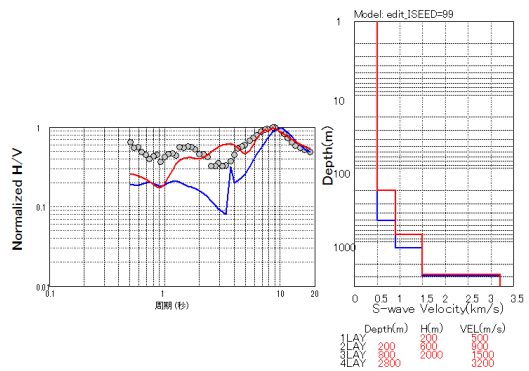 Model: edit_ISEED=99
Normalized H/V
1
0.1
0.01
0.1
1
10
20
周期(秒)
Depth(m)
1
10
100
1000
0
0.5
1
1.5
2
2.5
3
3.5
S-wave Velocity(km/s)
Depth(m) H(m) VEL(m/s)
1LAY 200 500
2LAY 200 600 900
3LAY 800 2000 1500
4LAY 2800 3200